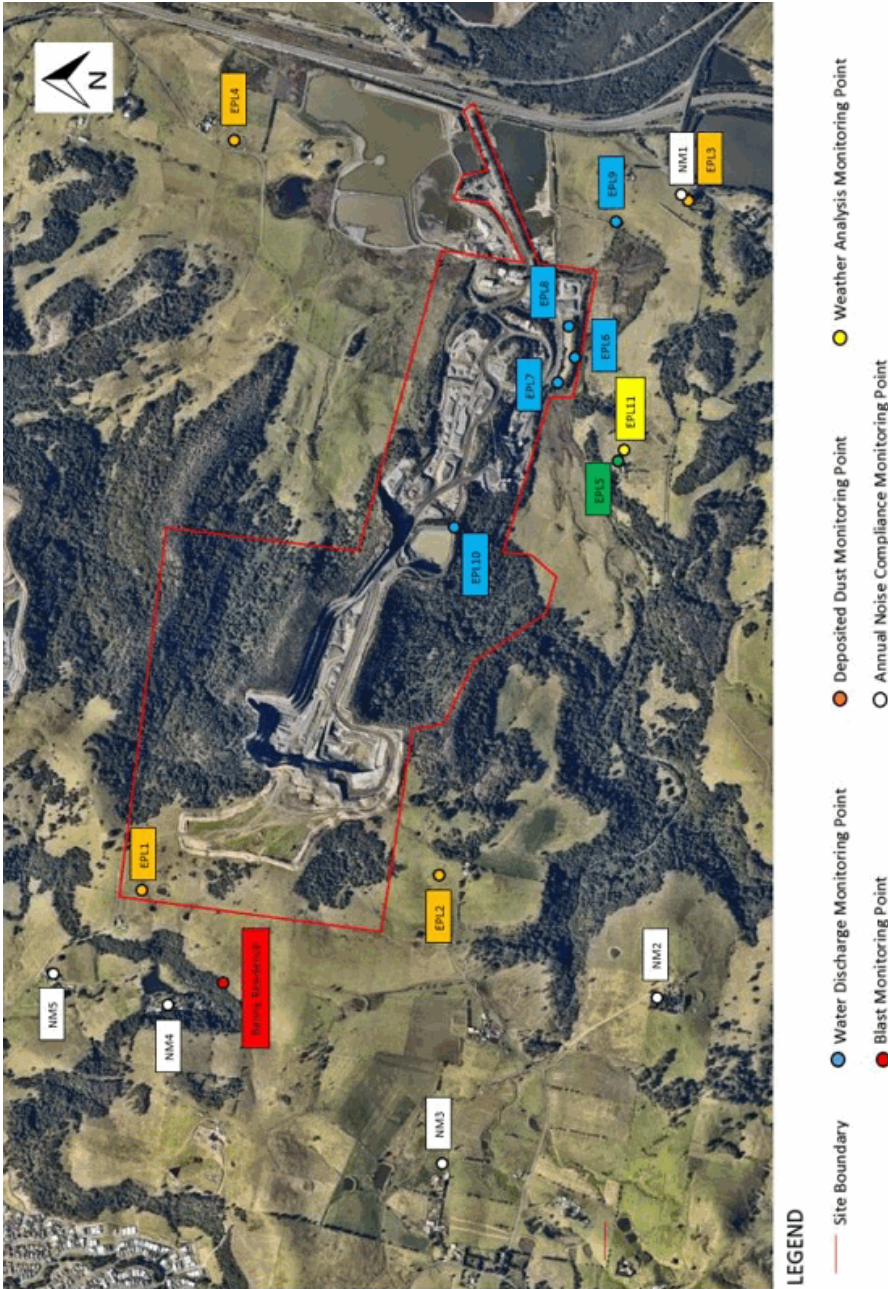 NM5
N
EPL1
EPL4
NM4
Residence
NM3
EPL2
EPL10
EPL7
EPL8
EPL5
EPL6
EPL9
EPL11
NM2
NM1
EPL3
LEGEND
Site Boundary
Water Discharge Monitoring Point
Deposited Dust Monitoring Point
Weather Analysis Monitoring Point
Blast Monitoring Point
Annual Noise Compliance Monitoring Point